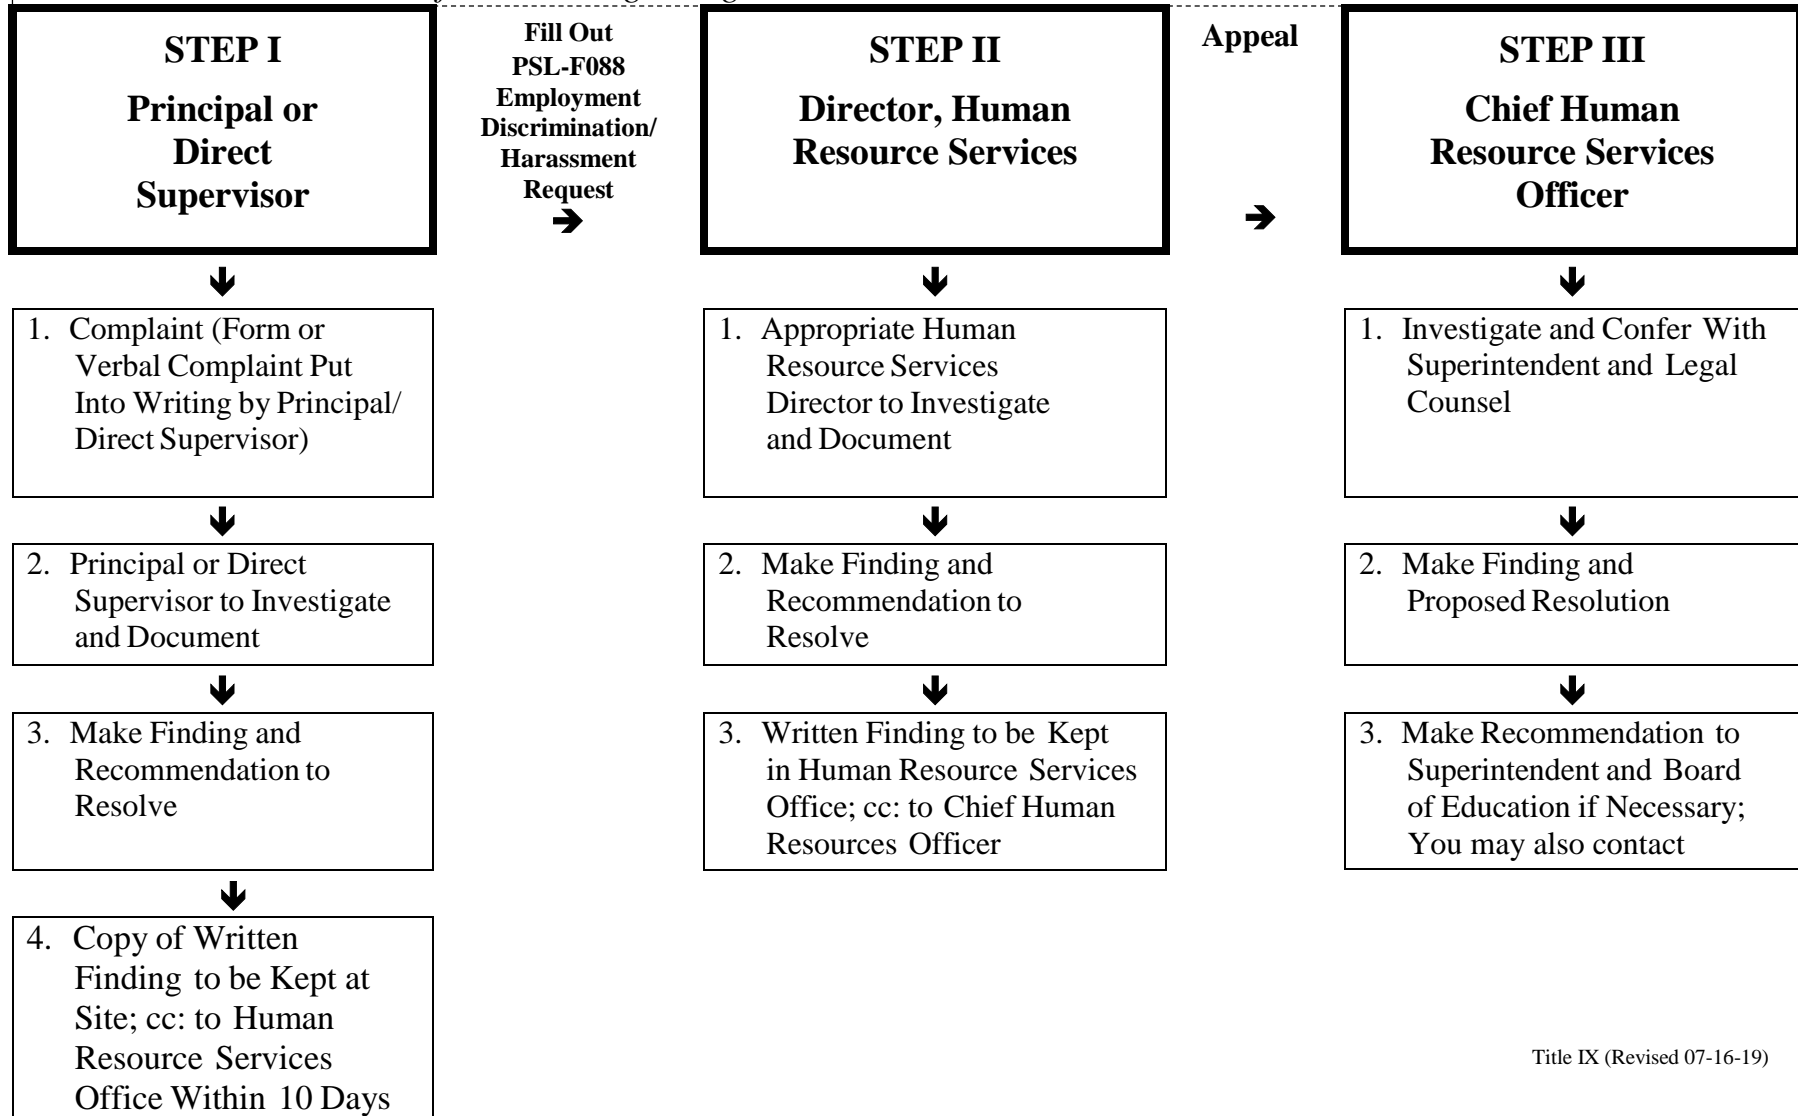 STEP I
Principal or
Direct
Supervisor
Fill Out
PSL-F088
Employment
Discrimination/
Harassment
Request
➔
STEP II
Director, Human
Resource Services
Appeal
➔
STEP III
Chief Human
Resource Services
Officer
1. Complaint (Form or
Verbal Complaint Put
Into Writing by Principal/
Direct Supervisor)
2. Principal or Direct
Supervisor to Investigate
and Document
3. Make Finding and
Recommendation to
Resolve
4. Copy of Written
Finding to be Kept at
Site; cc: to Human
Resource Services
Office Within 10 Days
1. Appropriate Human
Resource Services
Director to Investigate
and Document
2. Make Finding and
Recommendation to
Resolve
3. Written Finding to be Kept
in Human Resource Services
Office; cc: to Chief Human
Resources Officer
1. Investigate and Confer With
Superintendent and Legal
Counsel
2. Make Finding and
Proposed Resolution
3. Make Recommendation to
Superintendent and Board
of Education if Necessary;
You may also contact
Title IX (Revised 07-16-19)